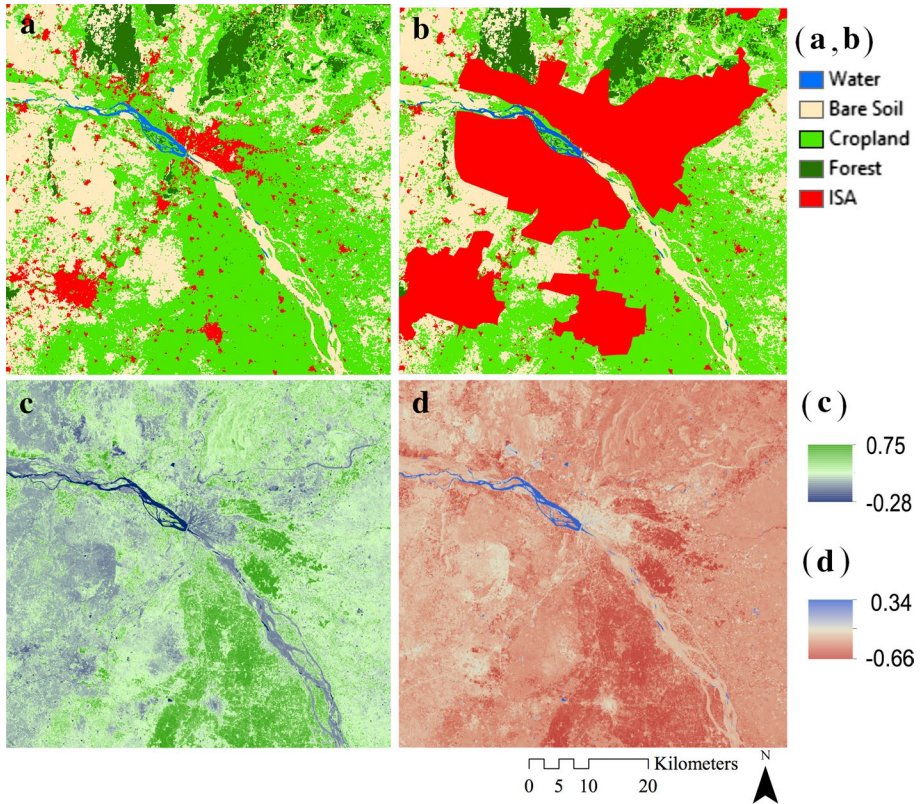 a
b
(a,b)
Water
Bare Soil
Cropland
Forest
ISA
c
d
(c)
0.75
-0.28
(d)
0.34
-0.66
Kilometers
0 5 10 20
N